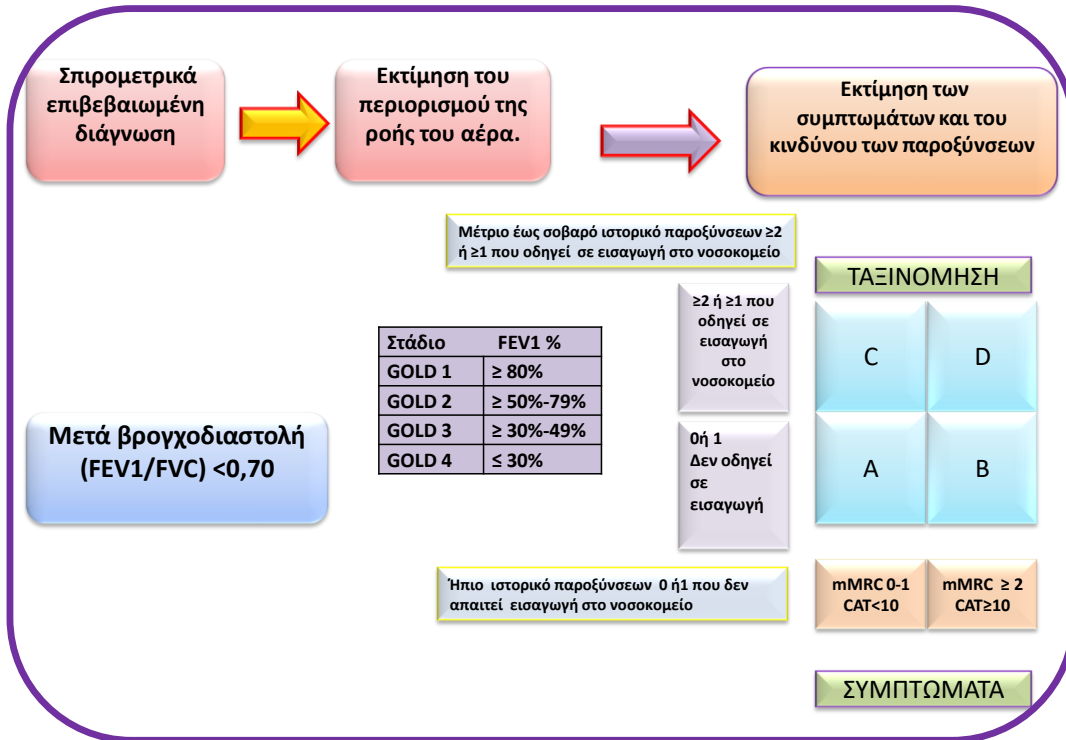 Σπιρομετρικά
επιβεβαιωμένη
διάγνωση
Εκτίμηση του
περιορισμού της
ροής του αέρα.
Εκτίμηση των
συμπτωμάτων και του
κινδύνου των παροξύνσεων
Μέτριο έως σοβαρό ιστορικό παροξύνσεων ≥2
ή ≥1 που οδηγεί σε εισαγωγή στο νοσοκομείο
ΤΑΞΙΝΟΜΗΣΗ
≥2 ή ≥1 που
οδηγεί σε
εισαγωγή
στο
νοσοκομείο
C D
Στάδιο FEV1 %
GOLD 1 ≥ 80%
GOLD 2 ≥ 50%-79%
GOLD 3 ≥ 30%-49%
GOLD 4 ≤ 30%
Μετά βρογχοδιαστολή
(FEV1/FVC) <0,70
0ή 1
Δεν οδηγεί
σε
εισαγωγή
A B
Ήπιο ιστορικό παροξύνσεων 0 ή1 που δεν
απαιτεί εισαγωγή στο νοσοκομείο
mMRC 0-1
CAT<10
mMRC ≥ 2
CAT≥10
ΣΥΜΠΤΩΜΑΤΑ